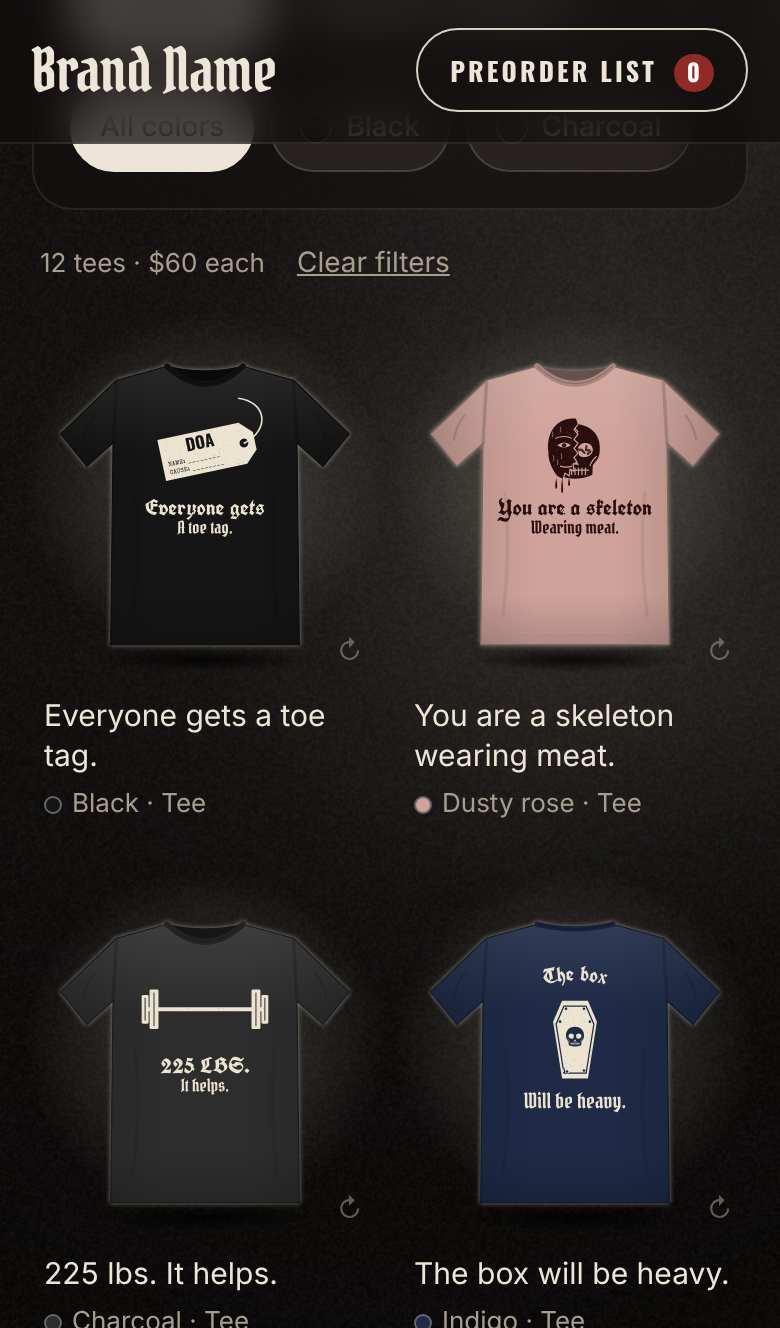 Brand Name
PREORDER LIST 0
All colors Black Charcoal
12 tees · $60 each Clear filters
DOA
NAME:
CAUSE:
Everyone gets
A toe tag.
You are a skeleton
Wearing meat.
Everyone gets a toe
tag.
Black · Tee
You are a skeleton
wearing meat.
Dusty rose · Tee
225 LBS.
It helps.
The box
Will be heavy.
225 lbs. It helps.
Charcoal · Tee
The box will be heavy.
Indigo · Tee